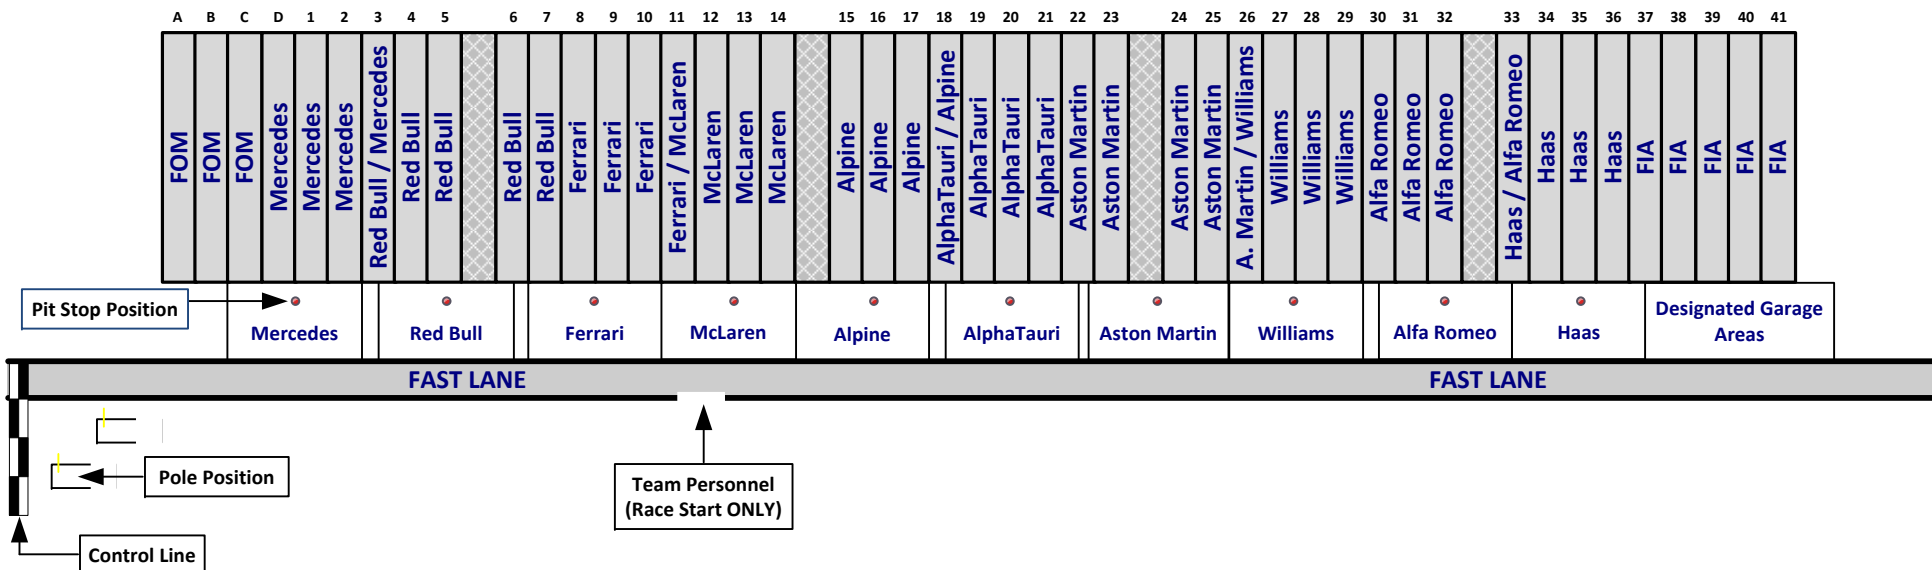 A B C D 1 2 3 4 5 6 7 8 9 10 11 12 13 14 15 16 17 18 19 20 21 22 23 24 25 26 27 28 29 30 31 32 33 34 35 36 37 38 39 40 41
FOM
FOM
FOM
Mercedes
Mercedes
Mercedes
Red Bull / Mercedes
Red Bull
Red Bull
Red Bull
Red Bull
Ferrari
Ferrari
Ferrari
Ferrari / McLaren
McLaren
McLaren
McLaren
Alpine
Alpine
Alpine
AlphaTauri / Alpine
AlphaTauri
AlphaTauri
AlphaTauri
Aston Martin
Aston Martin
Aston Martin
Aston Martin
A. Martin / Williams
Williams
Williams
Williams
Alfa Romeo
Alfa Romeo
Alfa Romeo
Haas / Alfa Romeo
Haas
Haas
Haas
FIA
FIA
FIA
FIA
FIA
Pit Stop Position
Mercedes
Red Bull
Ferrari
McLaren
Alpine
AlphaTauri
Aston Martin
Williams
Alfa Romeo
Haas
Designated Garage
Areas
FAST LANE
FAST LANE
Pole Position
Team Personnel
(Race Start ONLY)
Control Line